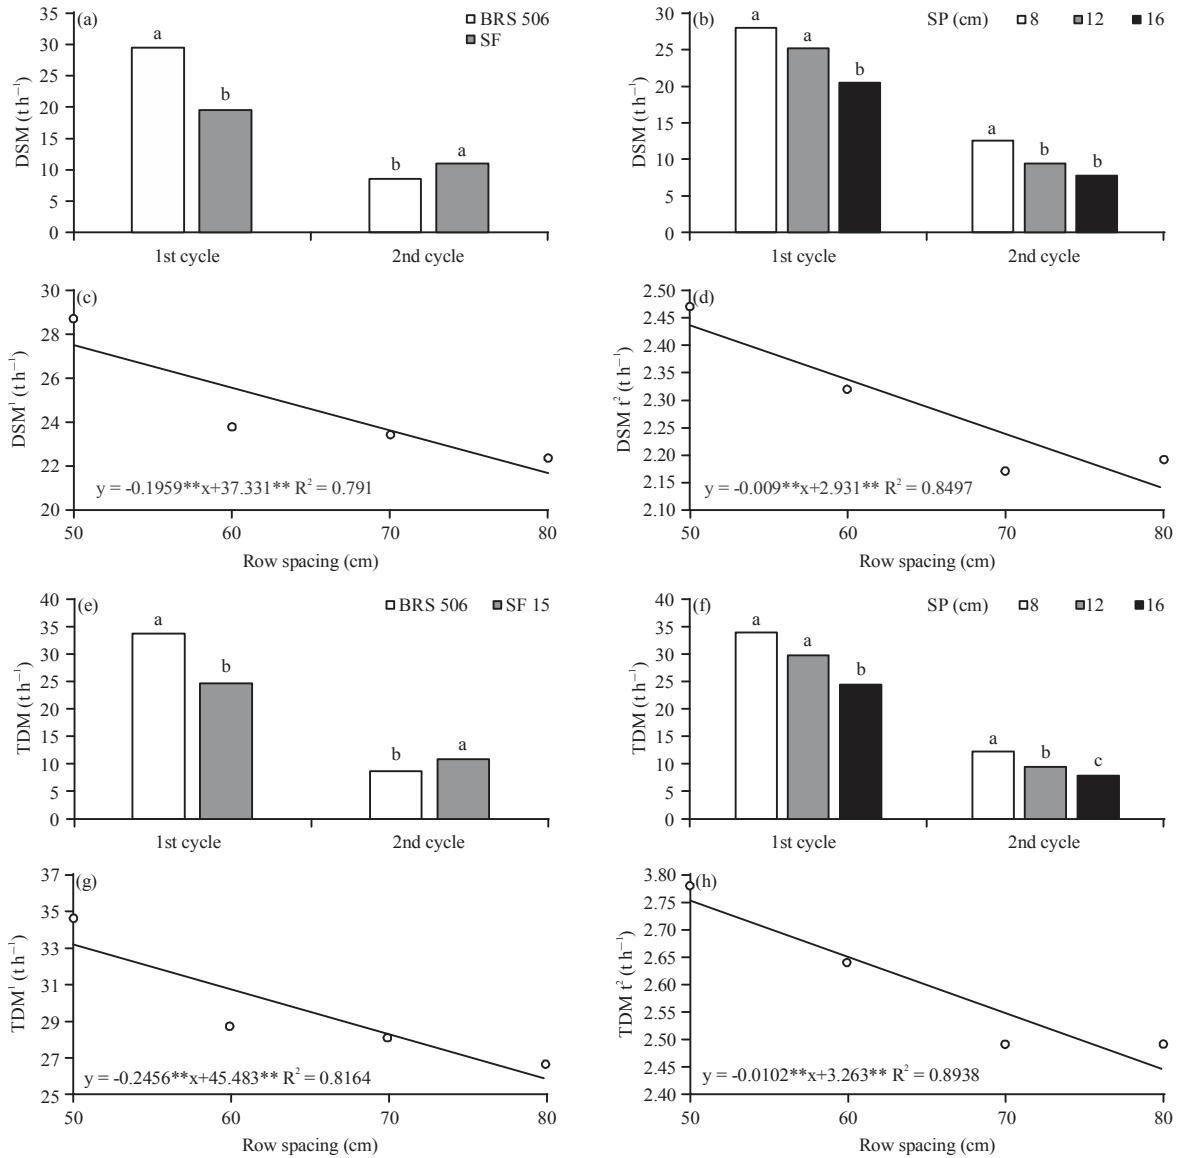 (a)
BRS 506
SF
35
30
25
20
15
10
5
0
DSM (t h⁻¹)
a
b
b
a
1st cycle
2nd cycle
(b)
SP (cm) 8 12 16
30
25
20
15
10
5
0
DSM (t h⁻¹)
a
a
b
a
b
b
1st cycle
2nd cycle
(c)
30
28
26
24
22
20
DSM¹ (t h⁻¹)
y = -0.1959**x+37.331** R² = 0.791
50 60 70 80
Row spacing (cm)
(d)
2.50
2.45
2.40
2.35
2.30
2.25
2.20
2.15
2.10
DSM t² (t h⁻¹)
y = -0.009**x+2.931** R² = 0.8497
50 60 70 80
Row spacing (cm)
(e)
BRS 506 SF 15
40
35
30
25
20
15
10
5
0
TDM (t h⁻¹)
a
b
b
a
1st cycle
2nd cycle
(f)
SP (cm) 8 12 16
40
35
30
25
20
15
10
5
0
TDM (t h⁻¹)
a
a
b
a
b
c
1st cycle
2nd cycle
(g)
37
35
33
31
29
27
25
TDM¹ (t h⁻¹)
y = -0.2456**x+45.483** R² = 0.8164
50 60 70 80
Row spacing (cm)
(h)
3.80
2.75
2.70
2.65
2.60
2.55
2.50
2.45
2.40
TDM t² (t h⁻¹)
y = -0.0102**x+3.263** R² = 0.8938
50 60 70 80
Row spacing (cm)